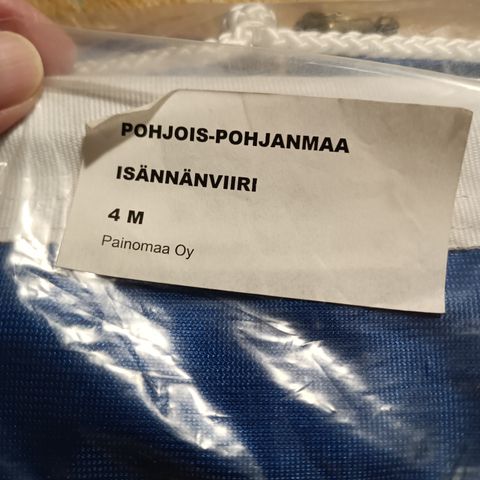 POHJOIS-POHJANMAA
ISÄNNÄNVIIRI
4 M
Painomaa Oy